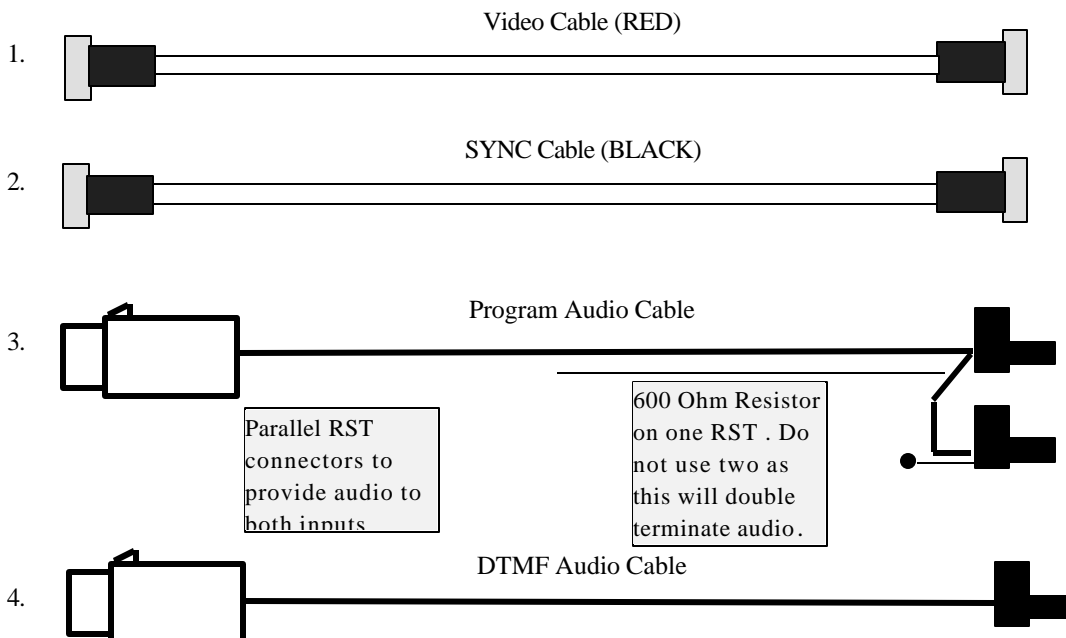 Video Cable (RED)
1.
SYNC Cable (BLACK)
2.
Program Audio Cable
3.
Parallel RST
connectors to
provide audio to
both inputs
600 Ohm Resistor
on one RST . Do
not use two as
this will double
terminate audio.
DTMF Audio Cable
4.